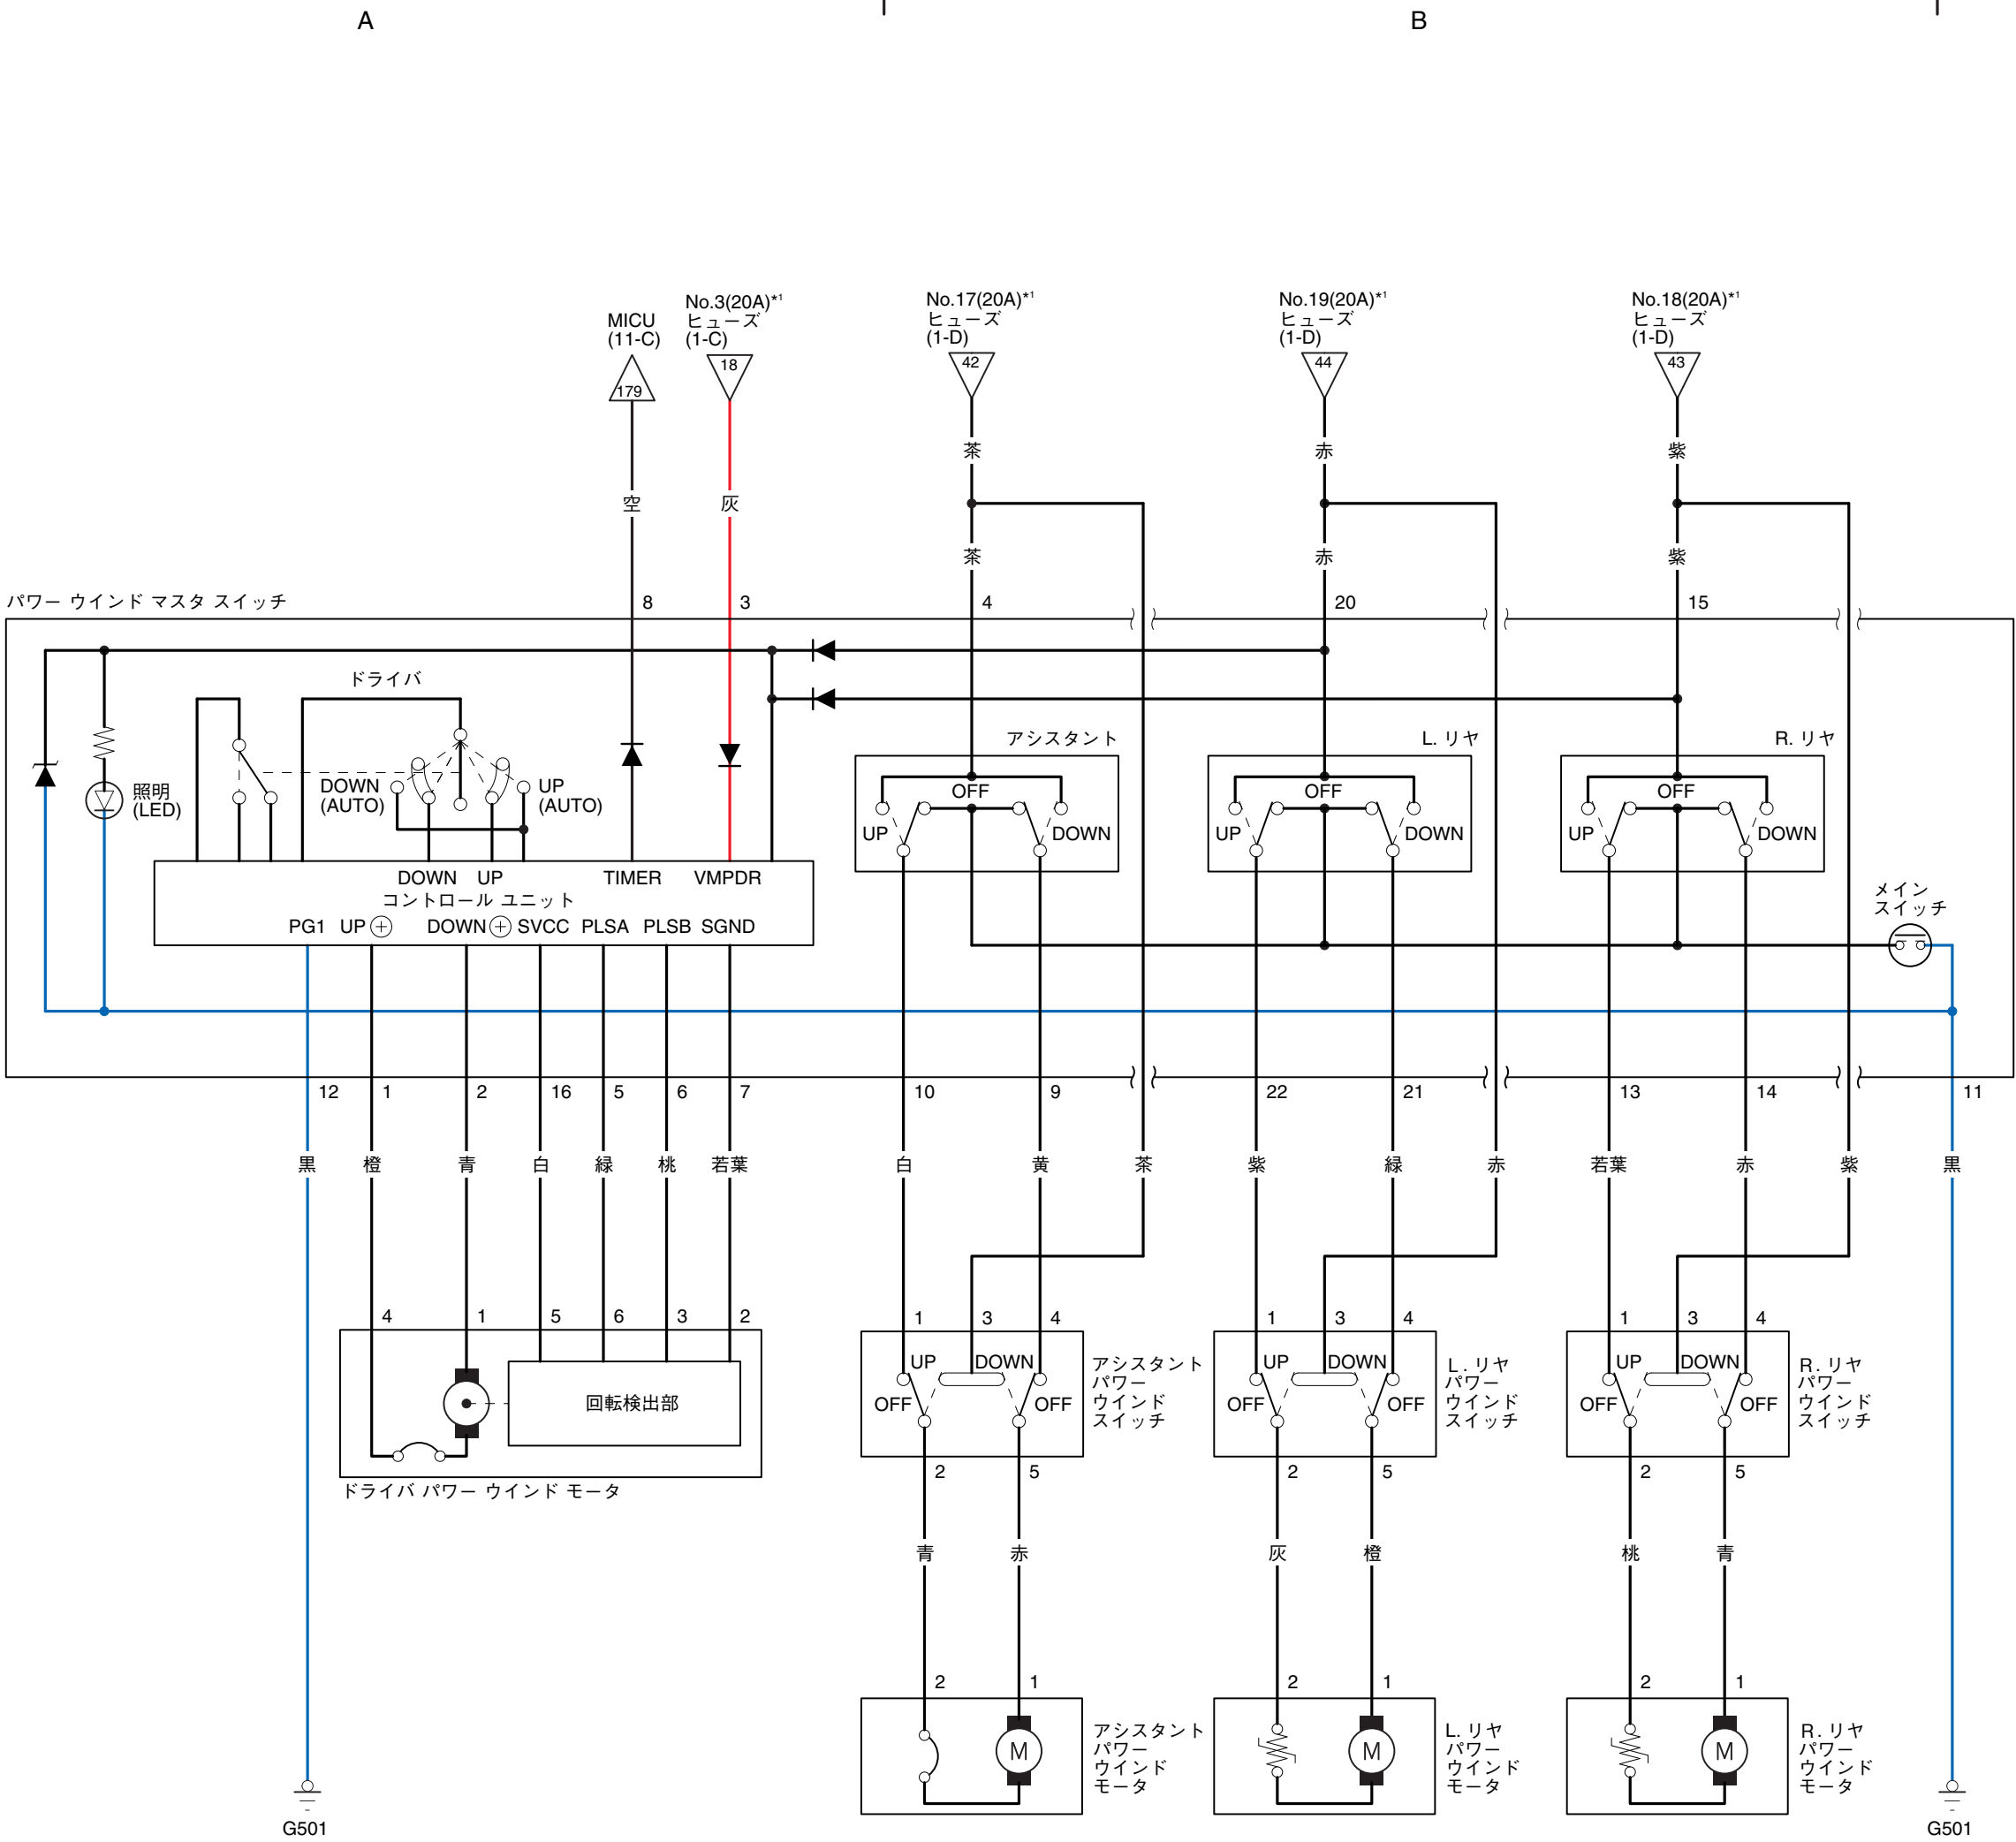 A
B
MICU
(11-C)
179
No.3(20A)*1
ヒューズ
(1-C)
18
No.17(20A)*1
ヒューズ
(1-D)
42
No.19(20A)*1
ヒューズ
(1-D)
44
No.18(20A)*1
ヒューズ
(1-D)
43
茶 赤 紫
空 灰
茶 赤 紫
パワー ウインド マスタ スイッチ
8 3 4 20 15
ドライバ
アシスタント
L. リヤ
R. リヤ
照明
(LED)
DOWN
(AUTO)
UP
(AUTO)
OFF
UP DOWN
OFF
UP DOWN
OFF
UP DOWN
DOWN UP TIMER VMPDR
コントロール ユニット
PG1 UP⊕ DOWN⊕ SVCC PLSA PLSB SGND
メイン
スイッチ
12 1 2 16 5 6 7 10 9 22 21 13 14 11
黒 橙 青 白 緑 桃 若葉 白 黄 茶 紫 緑 赤 若葉 赤 紫 黒
4 1 5 6 3 2
回転検出部
ドライバ パワー ウインド モータ
1 3 4
UP DOWN
OFF OFF
アシスタント
パワー
ウインド
スイッチ
2 5
1 3 4
UP DOWN
OFF OFF
L. リヤ
パワー
ウインド
スイッチ
2 5
1 3 4
UP DOWN
OFF OFF
R. リヤ
パワー
ウインド
スイッチ
2 5
青 赤 灰 橙 桃 青
2 1
M
アシスタント
パワー
ウインド
モータ
2 1
M
L. リヤ
パワー
ウインド
モータ
2 1
M
R. リヤ
パワー
ウインド
モータ
G501
G501